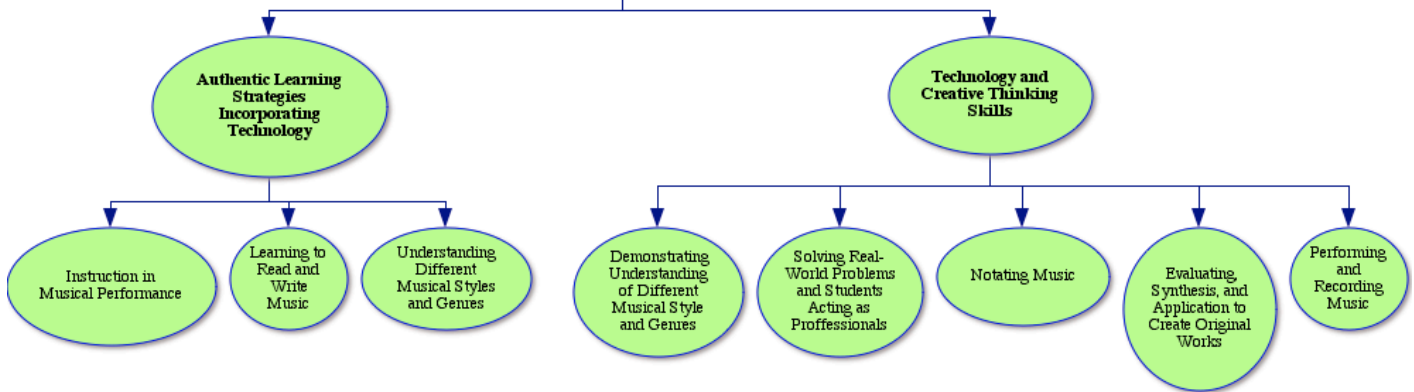 Authentic Learning
Strategies
Incorporating
Technology
Technology and
Creative Thinking
Skills
Instruction in
Musical Performance
Learning to
Read and
Write
Music
Understanding
Different
Musical Styles
and Genres
Demonstrating
Understanding
of Different
Musical Style
and Genres
Solving Real-
World Problems
and Students
Acting as
Proffessionals
Notating Music
Evaluating,
Synthesis, and
Application to
Create Original
Works
Performing
and
Recording
Music